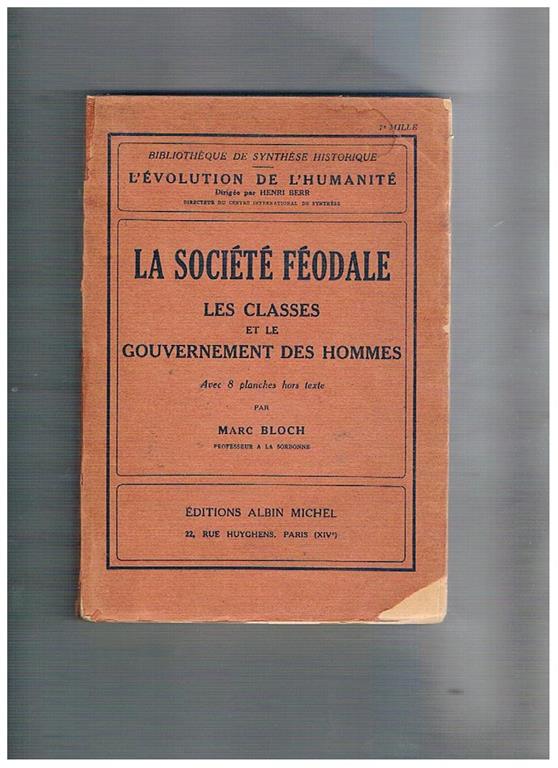 7e MILLE
BIBLIOTHÈQUE DE SYNTHÈSE HISTORIQUE
L'ÉVOLUTION DE L'HUMANITÉ
Dirigée par HENRI BERR
DIRECTEUR DU CENTRE INTERNATIONAL DE SYNTHÈSE
LA SOCIÉTÉ FÉODALE
LES CLASSES
ET LE
GOUVERNEMENT DES HOMMES
Avec 8 planches hors texte
PAR
MARC BLOCH
PROFESSEUR A LA SORBONNE
ÉDITIONS ALBIN MICHEL
22, RUE HUYGHENS, PARIS (XIVe)